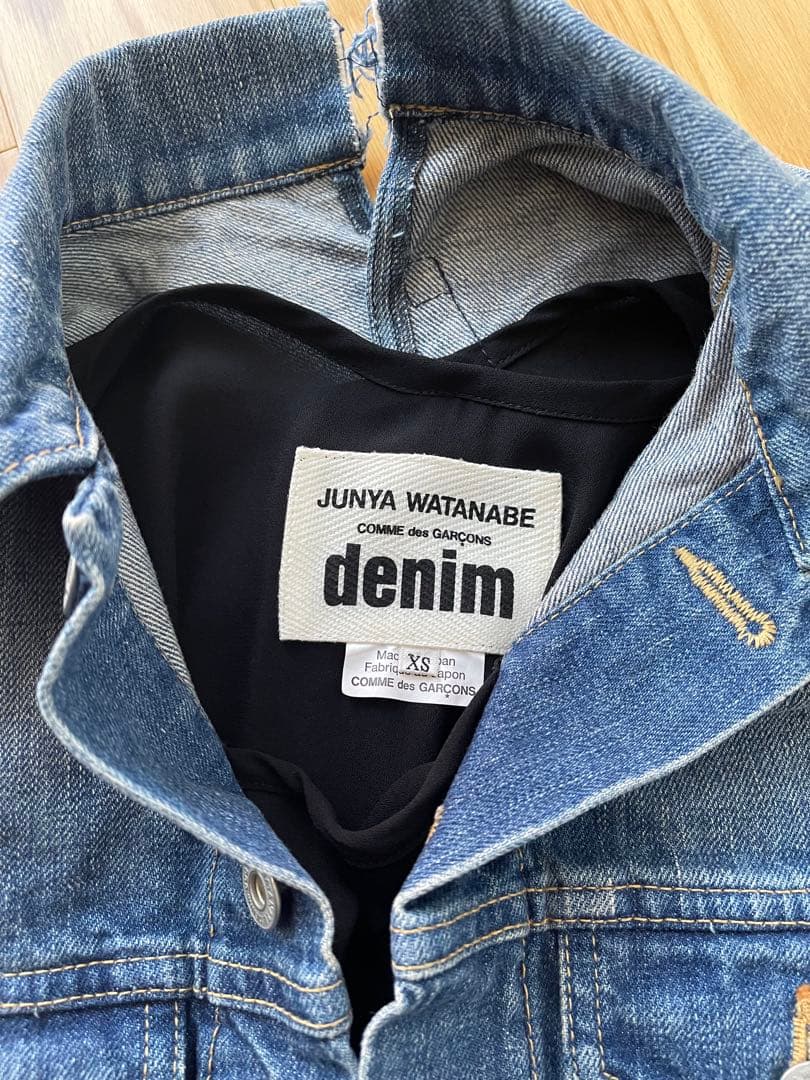 JUNYA WATANABE
COMME des GARÇONS
denim
XS
COMME des GARÇONS